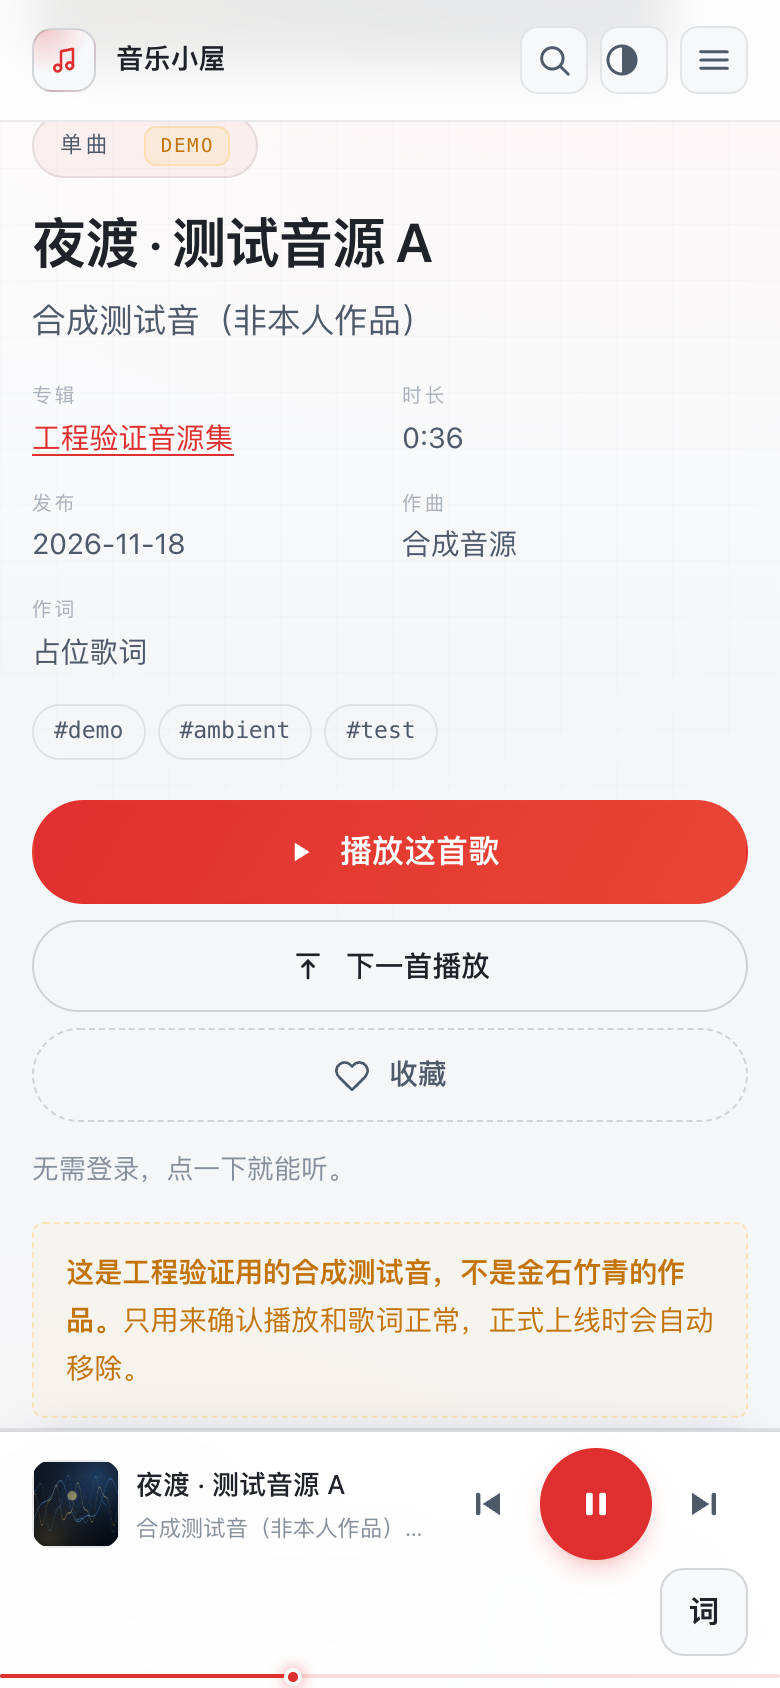 音乐小屋
单曲 DEMO
夜渡 · 测试音源 A
合成测试音（非本人作品）
专辑
时长
工程验证音源集
0:36
发布
作曲
2026-11-18
合成音源
作词
占位歌词
#demo #ambient #test
播放这首歌
下一首播放
收藏
无需登录，点一下就能听。
这是工程验证用的合成测试音，不是金石竹青的作
品。只用来确认播放和歌词正常，正式上线时会自动
移除。
夜渡 · 测试音源 A
合成测试音（非本人作品）...
词